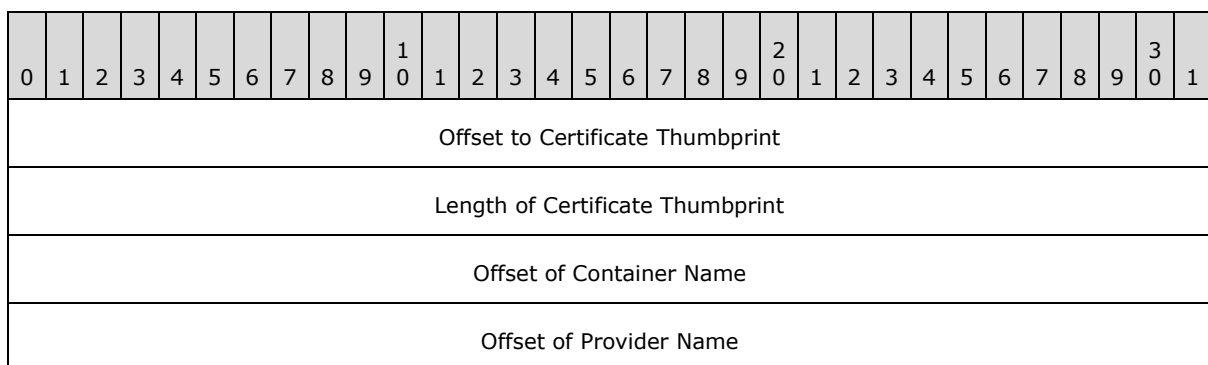 1 2 3
0 1 2 3 4 5 6 7 8 9 0 1 2 3 4 5 6 7 8 9 0 1 2 3 4 5 6 7 8 9 0 1
Offset to Certificate Thumbprint
Length of Certificate Thumbprint
Offset of Container Name
Offset of Provider Name